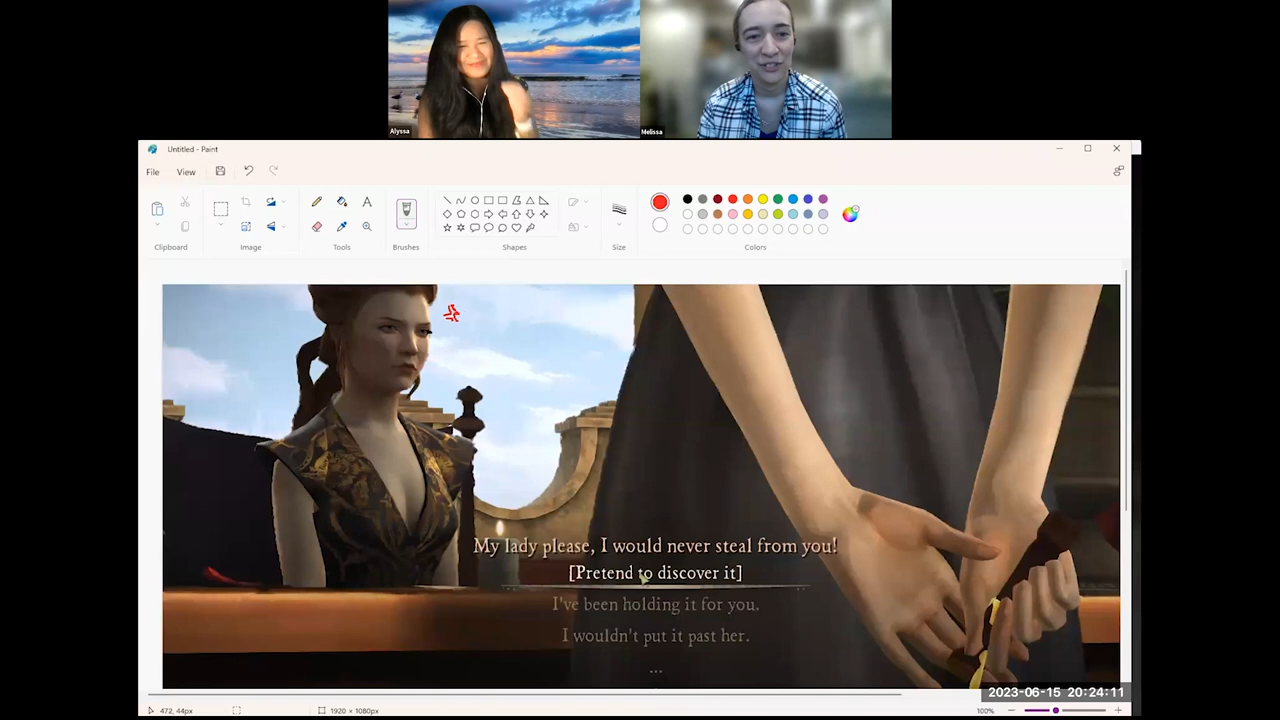 Alyssa
Melissa
Untitled - Paint
File View
Clipboard Image Tools Brushes Shapes Size Colors
My lady please, I would never steal from you!
[Pretend to discover it]
I've been holding it for you.
I wouldn't put it past her.
...
2023-06-15 20:24:11
472, 44px 1920 × 1080px 100%